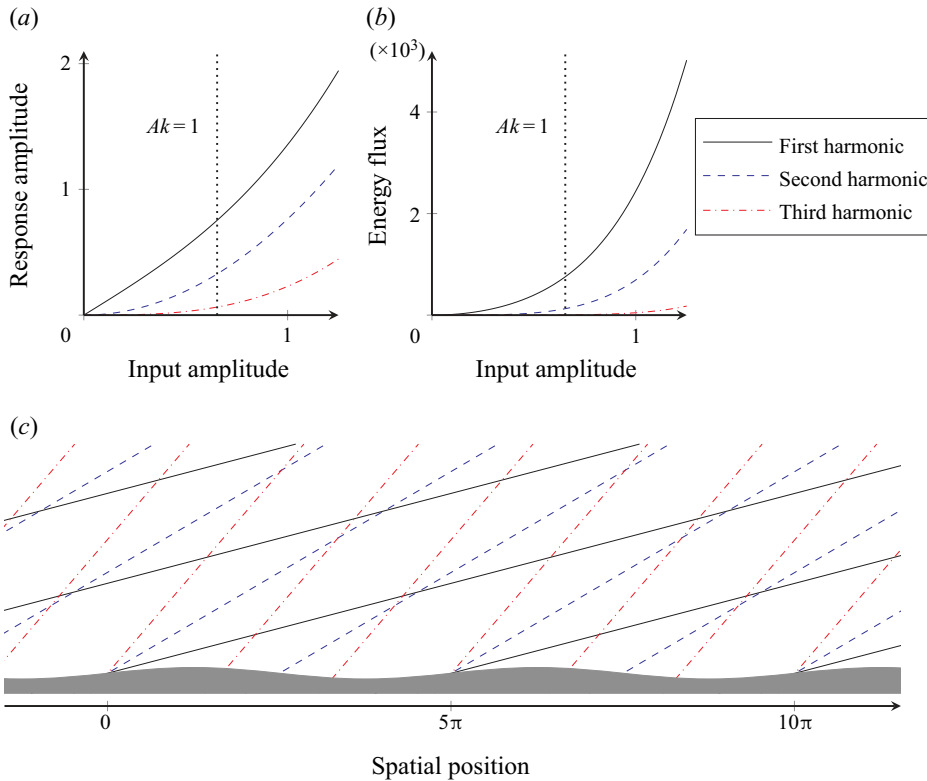 (a)
2
1
0
1
Ak = 1
Response amplitude
Input amplitude
(b)
(×10³)
4
2
0
1
Ak = 1
Energy flux
Input amplitude
First harmonic
Second harmonic
Third harmonic
(c)
0
5π
10π
Spatial position